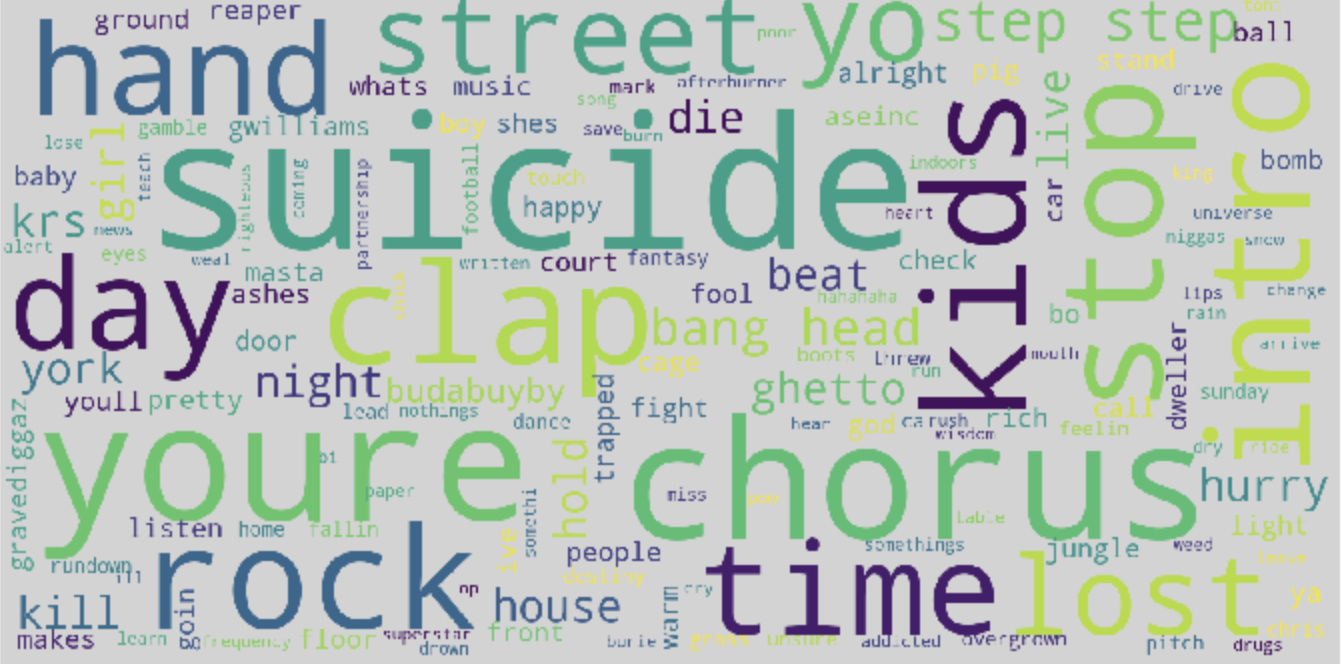 ground
reaper
hand
street
poor
yo
step step
toni
ball
whats
music
mark
afterburner
song
alright
pig
stand
drive
intro
lose
gamble
gwilliams
boy
shes
save
burn
die
aseinc
live
stop
kids
bomb
baby
girl
teach
suicide
righteous
coming
partnership
football
touch
happy
indoors
car
king
heart
universe
krs
news
alert
eyes
weal
masta
written
court
fantasy
beat
check
niggas
snow
day
ashes
clap
fool
hahahaha
bo
lips
rain
change
door
bang head
boots
threw
run
mouth
dweller
arrive
york
night
budabuyby
cage
ghetto
youll
pretty
lead
nothings
dance
trapped
fight
hear
god
ca
rush
wisdom
rich
call
feelin
sunday
gravediggaz
youre
bi
paper
hold
chorus
miss
dry
ride
hurry
listen
home
fallin
ive
somethi
people
table
somethings
jungle
weed
light
leave
rundown
ill
rock
op
destiny
time
lost
ya
kill
goin
house
warm
cry
chris
makes
learn
frequency
floor
superstar
drown
front
burie
grass
unsure
addicted
overgrown
pitch
drugs